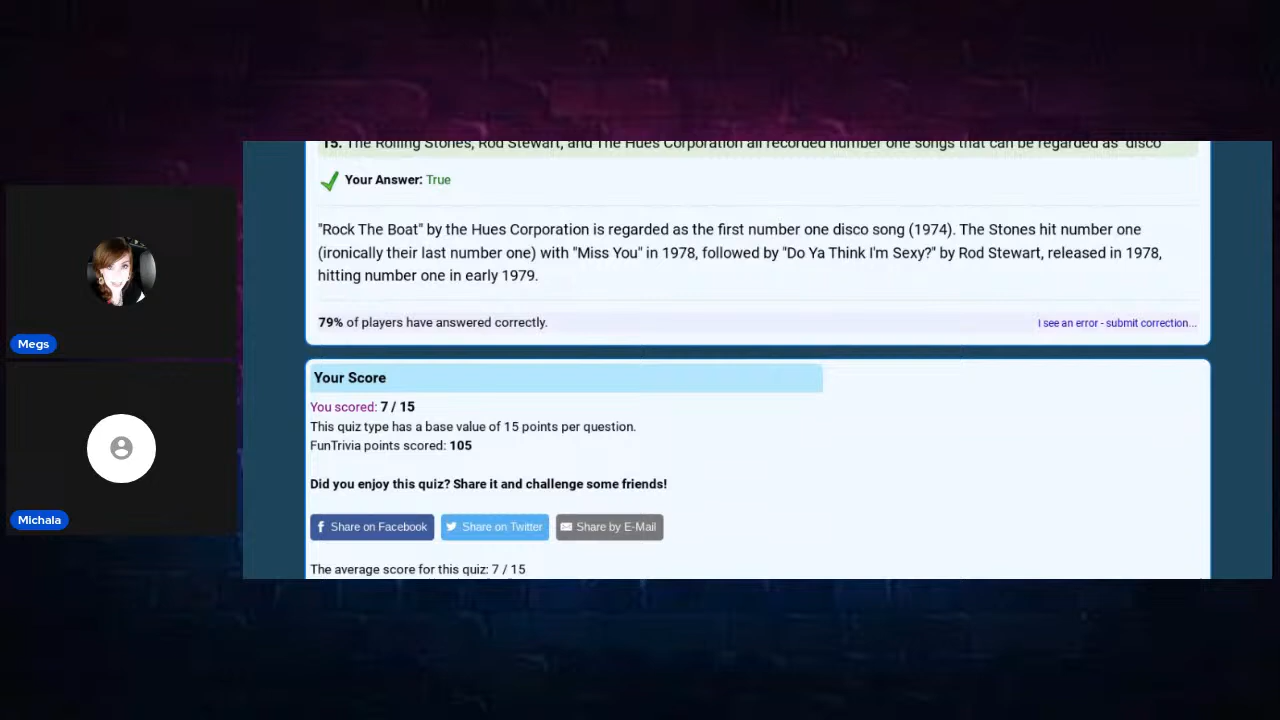 15. The Rolling Stones, Rod Stewart, and The Hues Corporation all recorded number one songs that can be regarded as "disco"
Your Answer: True
"Rock The Boat" by the Hues Corporation is regarded as the first number one disco song (1974). The Stones hit number one
(ironically their last number one) with "Miss You" in 1978, followed by "Do Ya Think I'm Sexy?" by Rod Stewart, released in 1978,
hitting number one in early 1979.
79% of players have answered correctly.
I see an error - submit correction...
Megs
Your Score
You scored: 7 / 15
This quiz type has a base value of 15 points per question.
FunTrivia points scored: 105
Did you enjoy this quiz? Share it and challenge some friends!
Michala
Share on Facebook
Share on Twitter
Share by E-Mail
The average score for this quiz: 7 / 15